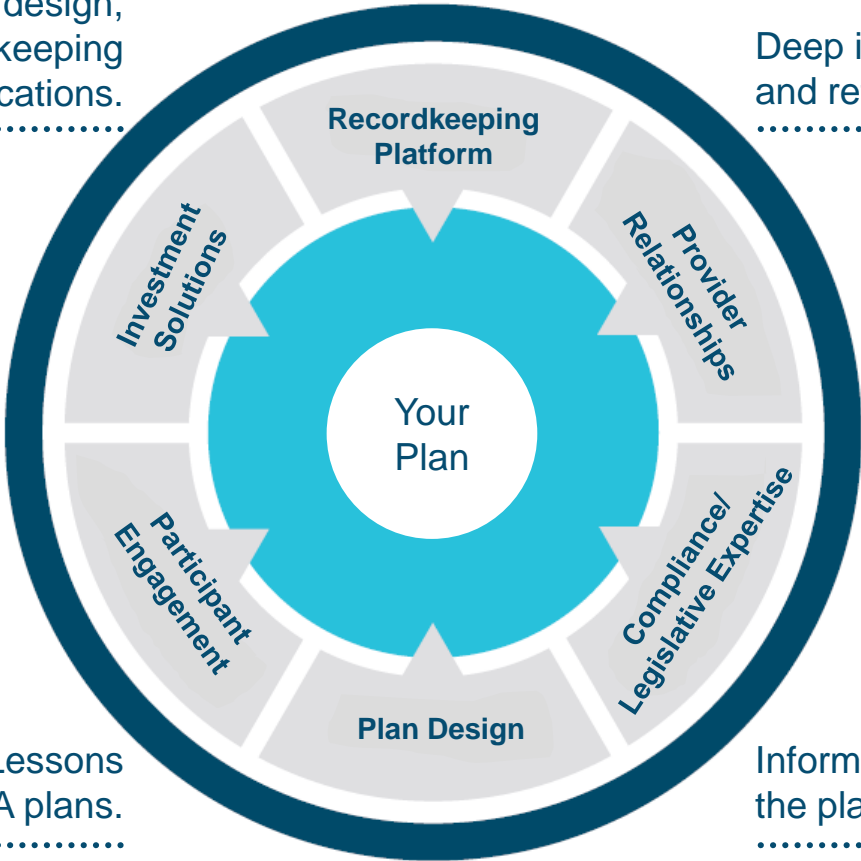 design,
keeping
cations.
Deep i
and re
Recordkeeping
Platform
Investment
Solutions
Provider
Relationships
Your
Plan
Participant
Engagement
Compliance/
Legislative Expertise
Plan Design
Lessons
A plans.
Inform
the pla